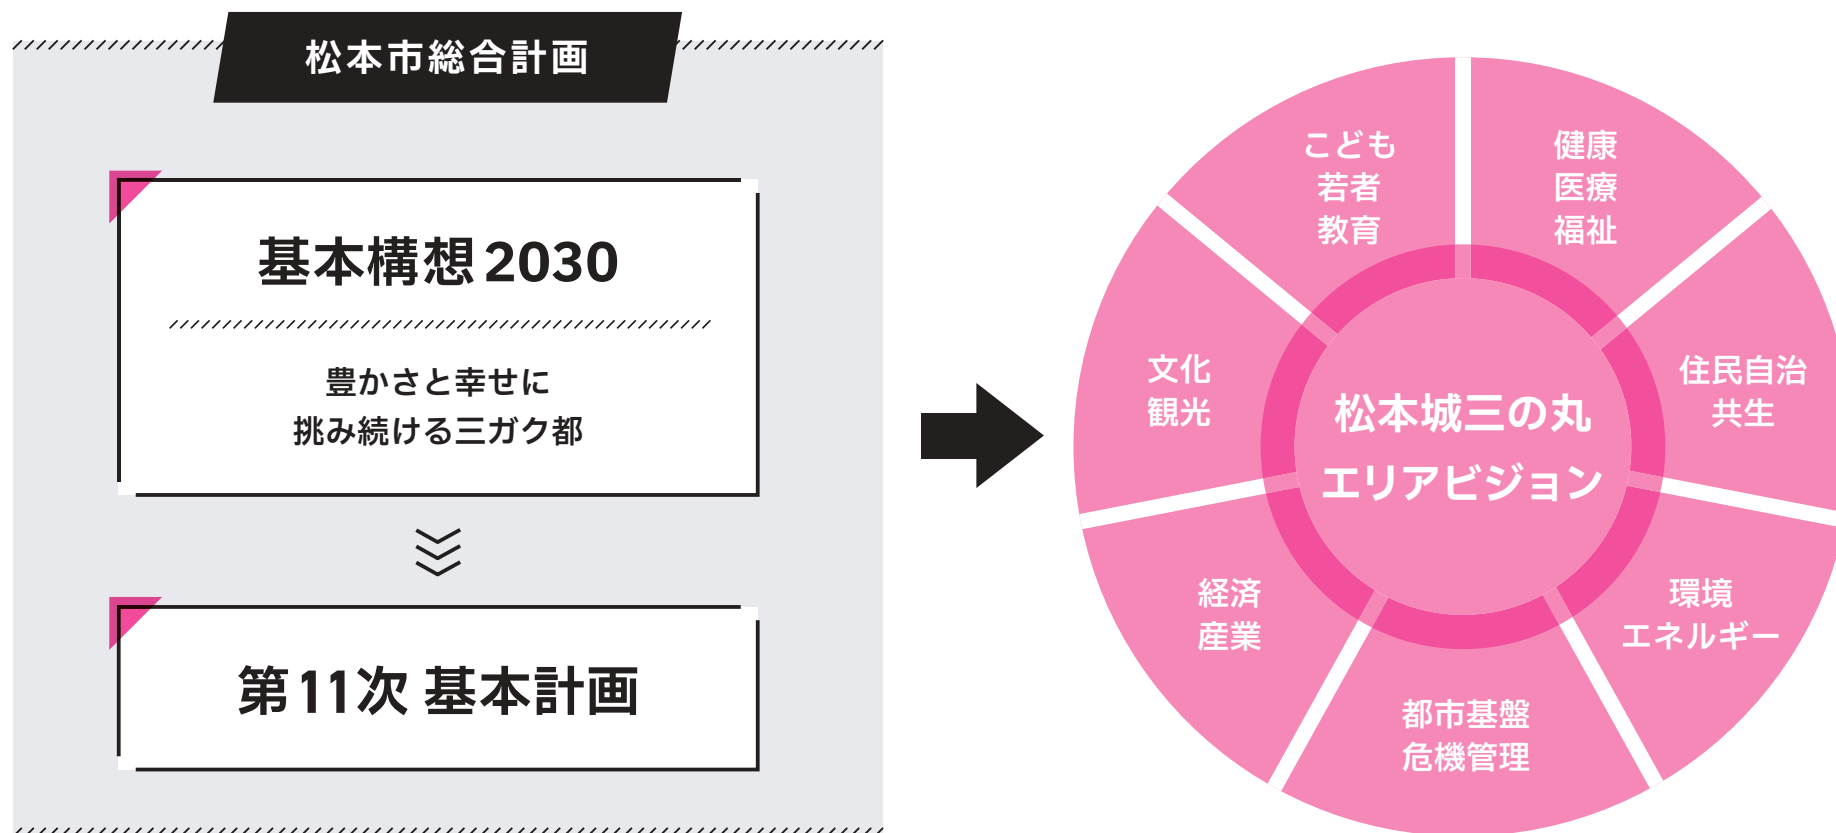 松本市総合計画
基本構想2030
豊かさと幸せに
挑み続ける三ガク都
第11次 基本計画
こども
若者
教育
健康
医療
福祉
文化
観光
松本城三の丸
エリアビジョン
住民自治
共生
経済
産業
環境
エネルギー
都市基盤
危機管理